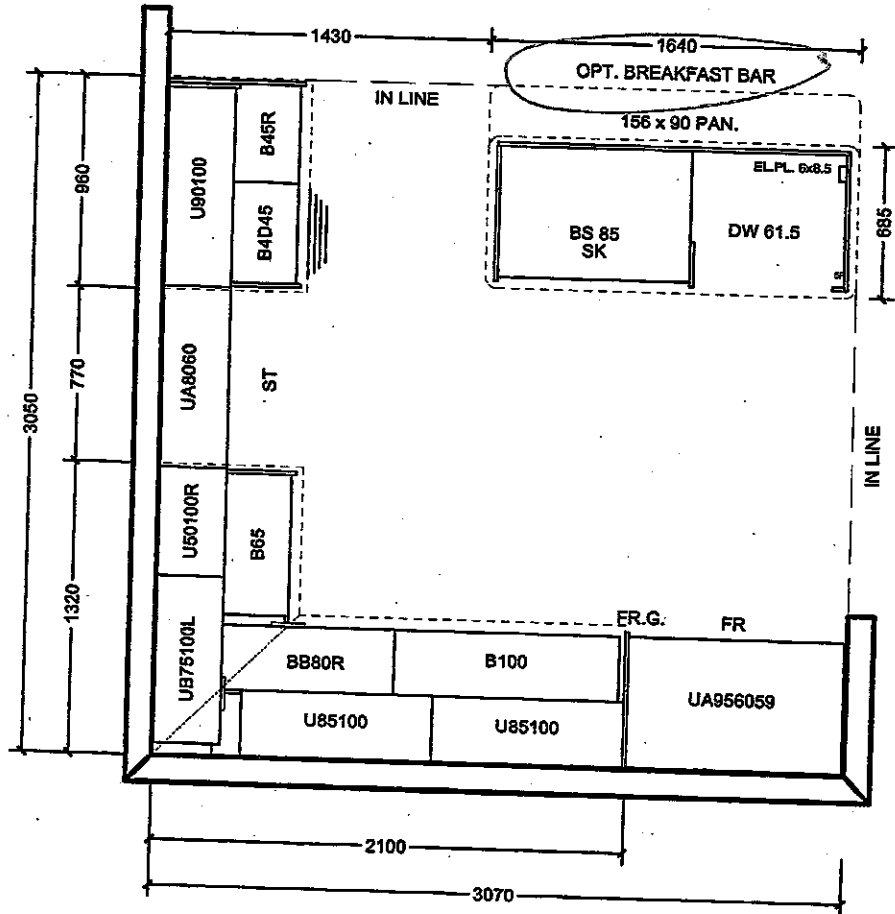 1430
1640
OPT. BREAKFAST BAR
IN LINE
156 x 90 PAN.
EL.PL. 6x8.5
B45R
U90100
960
B4D45
BS 85
SK
DW 61.5
685
3050
770
UA8060
ST
IN LINE
U50100R
B65
1320
UB75100L
FR.G.
FR
BB80R
B100
UA956059
U85100
U85100
2100
3070